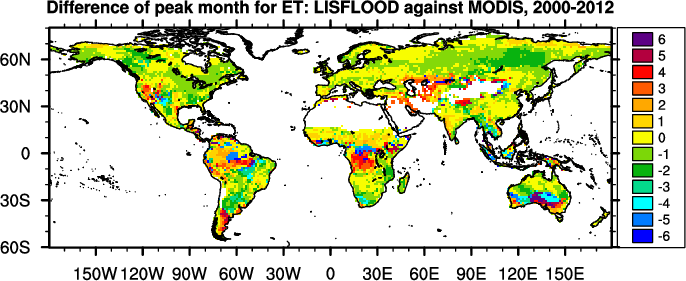 Difference of peak month for ET: LISFLOOD against MODIS, 2000-2012
60N
30N
0
30S
60S
150W 120W 90W 60W 30W 0 30E 60E 90E 120E 150E
6
5
4
3
2
1
0
-1
-2
-3
-4
-5
-6